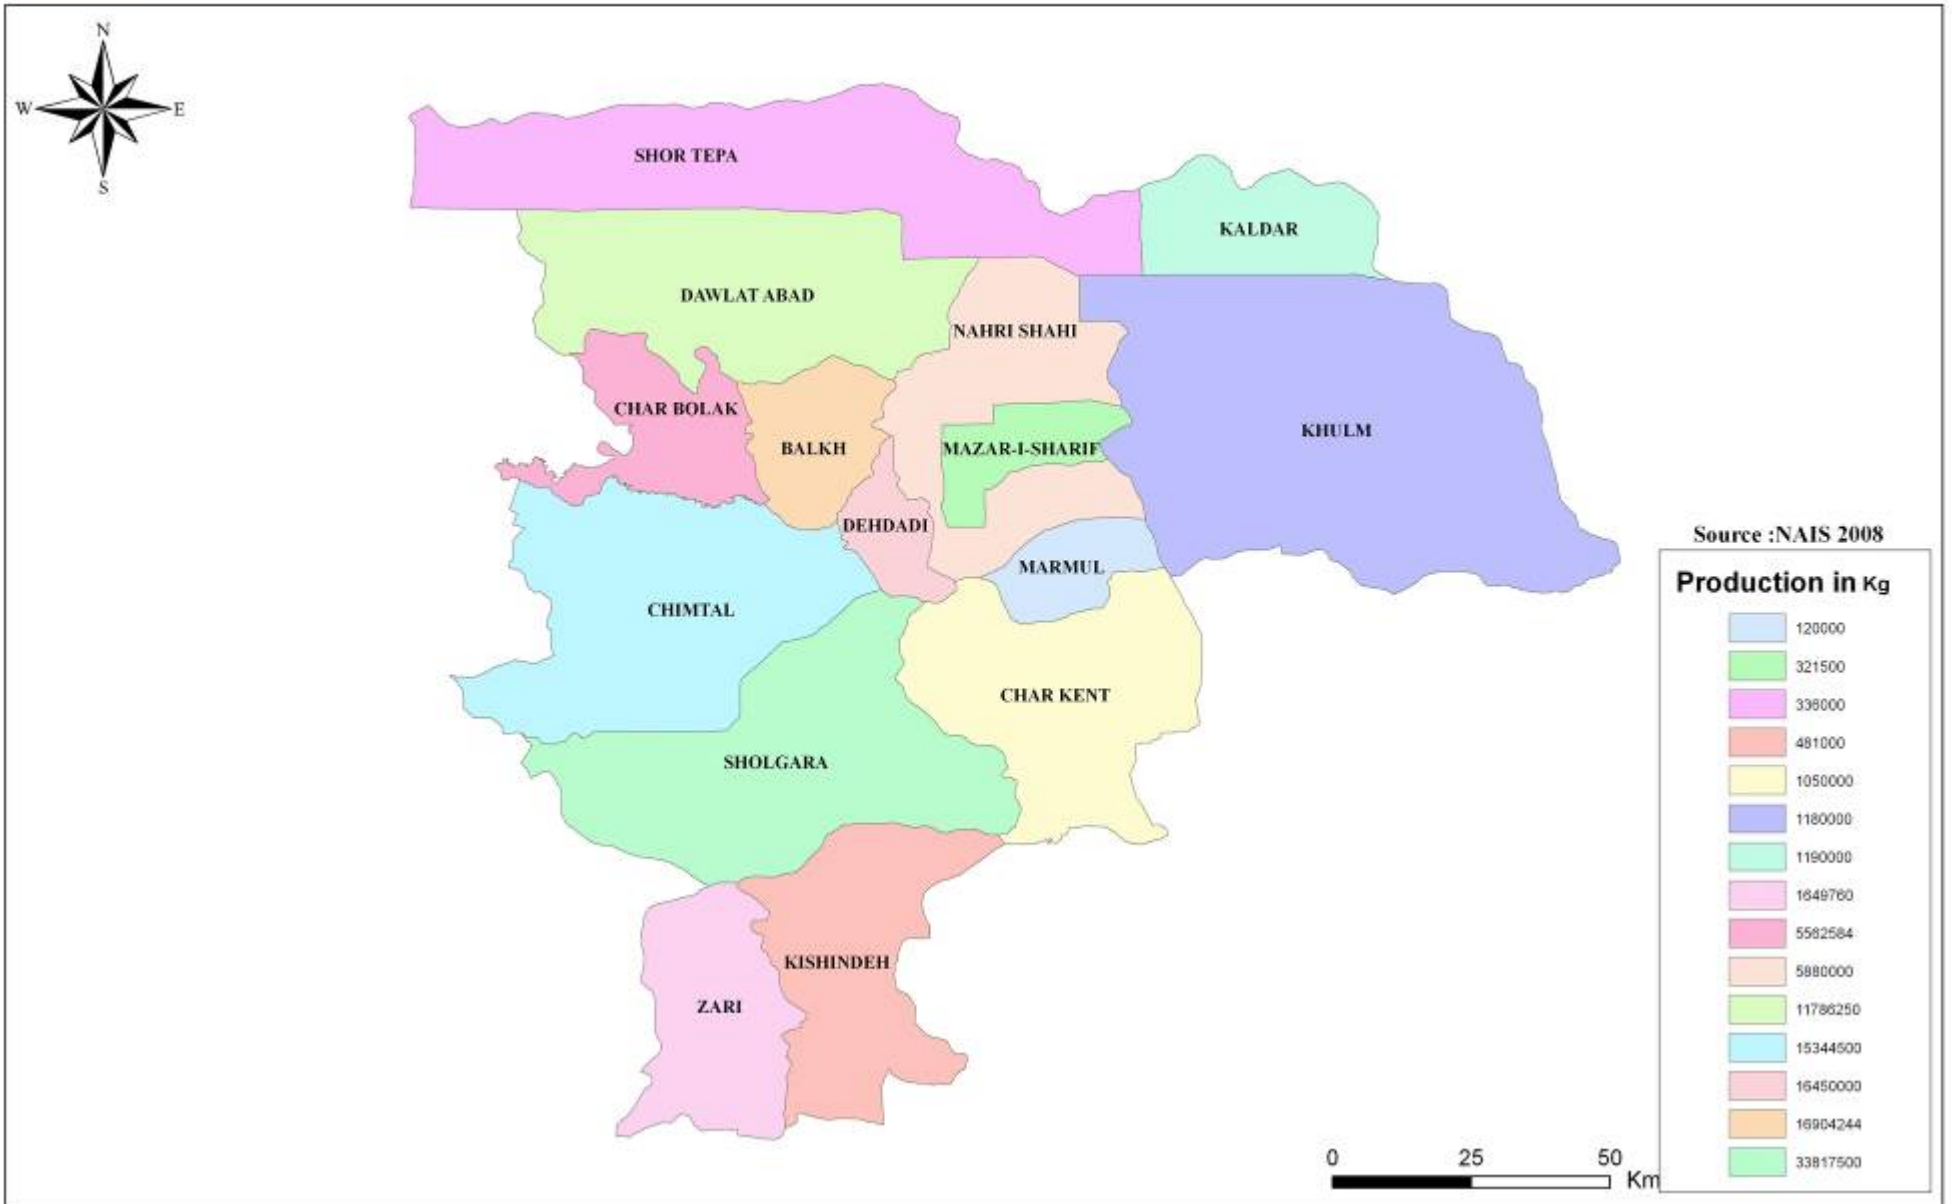 N
W E
S
SHOR TEPA
KALDAR
DAWLAT ABAD
NAHRI SHAHI
CHAR BOLAK
KHULM
BALKH
MAZAR-I-SHARIF
DEHDADI
MARMUL
CHIMTAL
CHAR KENT
SHOLGARA
KISHINDEH
ZARI
Source :NAIS 2008
Production in Kg
120000
321500
336000
481000
1050000
1180000
1190000
1649760
5562584
5880000
11786250
15344500
16450000
16904244
33817500
0 25 50
Km